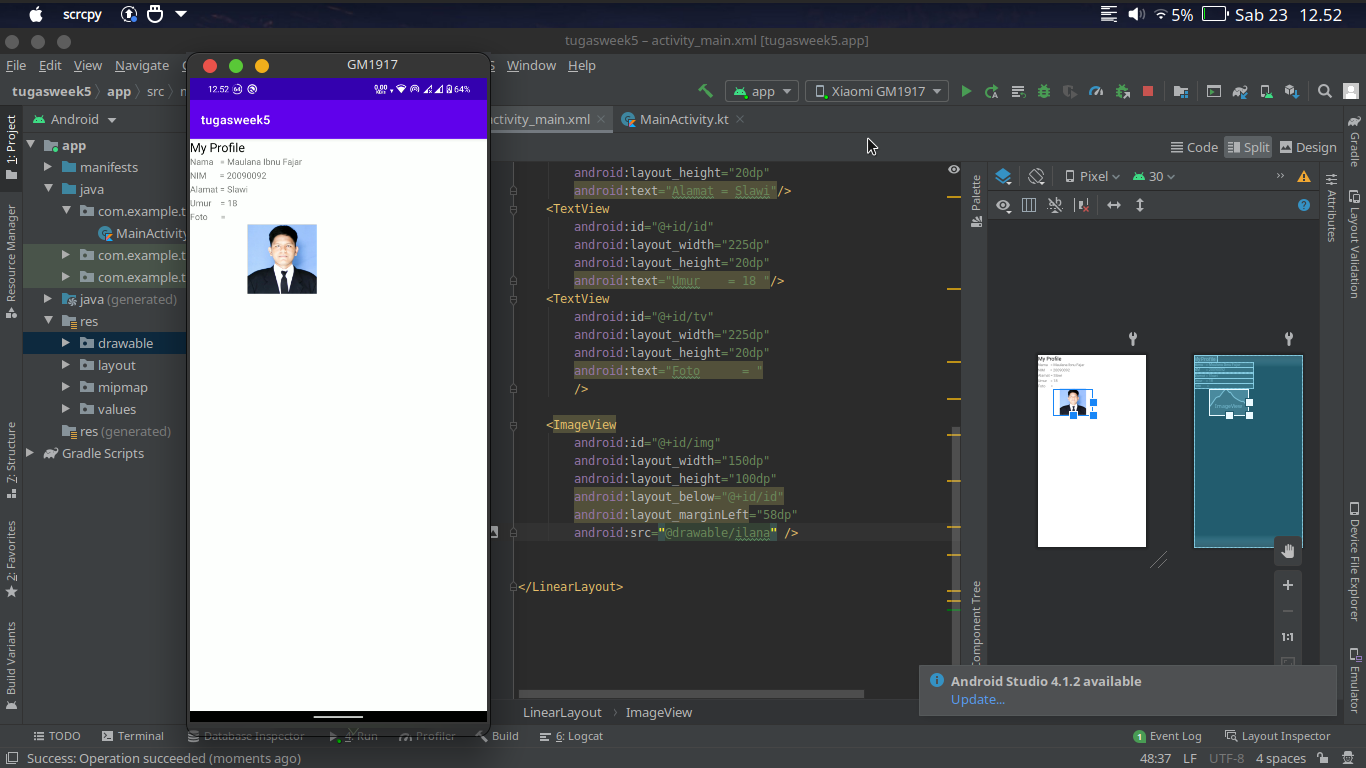 scrcpy
5% Sab 23 12.52
tugasweek5 – activity_main.xml [tugasweek5.app]
File Edit View Navigate Window Help
GM1917
tugasweek5 app src
app Xiaomi GM1917
12.52 64%
tugasweek5
My Profile
Nama = Maulana Ibnu Fajar
NIM = 20090092
Alamat = Slawi
Umur = 18
Foto =
1: Project
Resource Manager
Z: Structure
2: Favorites
Build Variants
Android
app
manifests
java
com.example.t
MainActivity
com.example.t
com.example.t
java (generated)
res
drawable
layout
mipmap
values
res (generated)
Gradle Scripts
ctivity_main.xml MainActivity.kt
Code Split Design
android:layout_height="20dp"
android:text="Alamat = Slawi"/>
<TextView
android:id="@+id/id"
android:layout_width="225dp"
android:layout_height="20dp"
android:text="Umur    = 18 "/>
<TextView
android:id="@+id/tv"
android:layout_width="225dp"
android:layout_height="20dp"
android:text="Foto      = "
/>
<ImageView
android:id="@+id/img"
android:layout_width="150dp"
android:layout_height="100dp"
android:layout_below="@+id/id"
android:layout_marginLeft="58dp"
android:src="@drawable/ilana" />
</LinearLayout>
LinearLayout ImageView
Palette
Component Tree
Pixel 30
My Profile
ImageView
1:1
Attributes
Gradle
Layout Validation
Device File Explorer
Emulator
Android Studio 4.1.2 available
Update...
TODO Terminal Database Inspector 4: Run Profiler Build 6: Logcat 1 Event Log Layout Inspector
Success: Operation succeeded (moments ago) 48:37 LF UTF-8 4 spaces